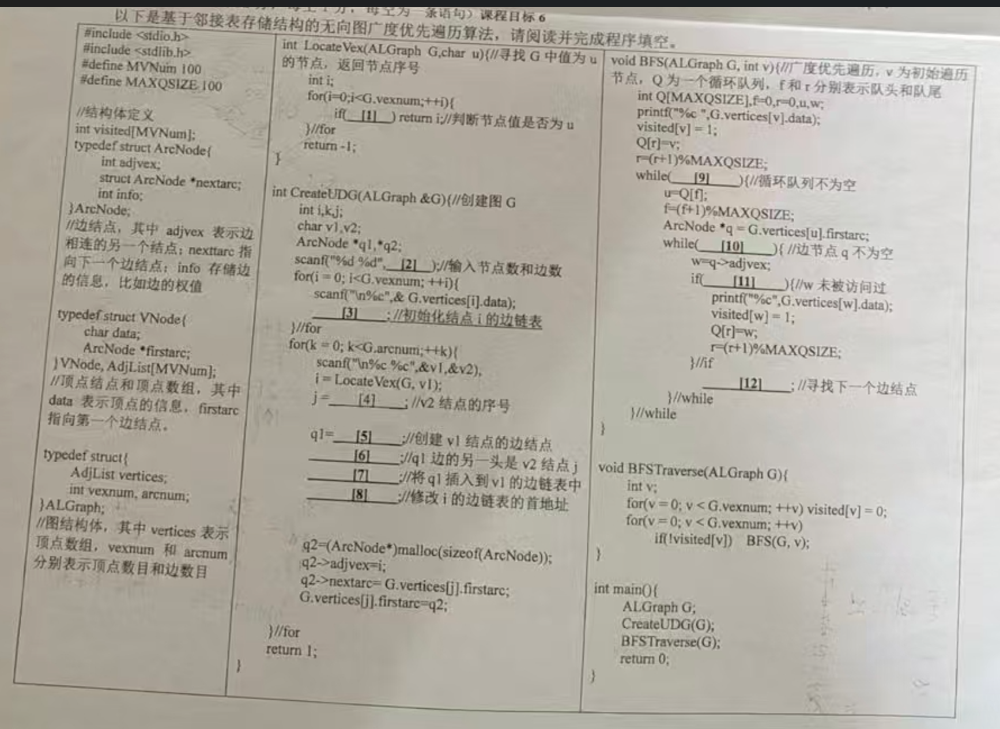 每空为一条语句）课程目标 6
以下是基于邻接表存储结构的无向图广度优先遍历算法，请阅读并完成程序填空。
#include <stdio.h>
#include <stdlib.h>
#define MVNum 100
#define MAXQSIZE 100
//结构体定义
int visited[MVNum];
typedef struct ArcNode{
int adjvex;
struct ArcNode *nextarc;
int info;
}ArcNode;
//边结点，其中 adjvex 表示边
相连的另一个结点；nexttarc 指
向下一个边结点；info 存储边
的信息，比如边的权值
typedef struct VNode{
char data;
ArcNode *firstarc;
}VNode, AdjList[MVNum];
//顶点结点和顶点数组，其中
data 表示顶点的信息，firstarc
指向第一个边结点。
typedef struct{
AdjList vertices;
int vexnum, arcnum;
}ALGraph;
//图结构体，其中 vertices 表示
顶点数组，vexnum 和 arcnum
分别表示顶点数目和边数目
int LocateVex(ALGraph G,char u){//寻找 G 中值为 u
的节点，返回节点序号
int i;
for(i=0;i<G.vexnum;++i){
if(__[1]__) return i;//判断节点值是否为 u
}//for
return -1;
}
int CreateUDG(ALGraph &G){//创建图 G
int i,k,j;
char v1,v2;
ArcNode *q1,*q2;
scanf("%d %d",__[2]__);//输入节点数和边数
for(i = 0; i<G.vexnum; ++i){
scanf("\n%c",& G.vertices[i].data);
____[3]____; //初始化结点 i 的边链表
}//for
for(k = 0; k<G.arcnum;++k){
scanf("\n%c %c",&v1,&v2),
i = LocateVex(G, v1);
j =____[4]____; //v2 结点的序号
q1=___[5]____;//创建 v1 结点的边结点
______[6]____;//q1 边的另一头是 v2 结点 j
______[7]____;//将 q1 插入到 v1 的边链表中
______[8]____;//修改 i 的边链表的首地址
q2=(ArcNode*)malloc(sizeof(ArcNode));
q2->adjvex=i;
q2->nextarc= G.vertices[j].firstarc;
G.vertices[j].firstarc=q2;
}//for
return 1;
}
void BFS(ALGraph G, int v){//广度优先遍历，v 为初始遍历
节点，Q 为一个循环队列，f 和 r 分别表示队头和队尾
int Q[MAXQSIZE],f=0,r=0,u,w;
printf("%c ",G.vertices[v].data);
visited[v] = 1;
Q[r]=v;
r=(r+1)%MAXQSIZE;
while(____[9]_____){//循环队列不为空
u=Q[f];
f=(f+1)%MAXQSIZE;
ArcNode *q = G.vertices[u].firstarc;
while(____[10]_____){ //边节点 q 不为空
w=q->adjvex;
if(_____[11]_____){//w 未被访问过
printf("%c",G.vertices[w].data);
visited[w] = 1;
Q[r]=w;
r=(r+1)%MAXQSIZE;
}//if
______[12]_____; //寻找下一个边结点
}//while
}//while
}
void BFSTraverse(ALGraph G){
int v;
for(v = 0; v < G.vexnum; ++v) visited[v] = 0;
for(v = 0; v < G.vexnum; ++v)
if(!visited[v]) BFS(G, v);
}
int main(){
ALGraph G;
CreateUDG(G);
BFSTraverse(G);
return 0;
}